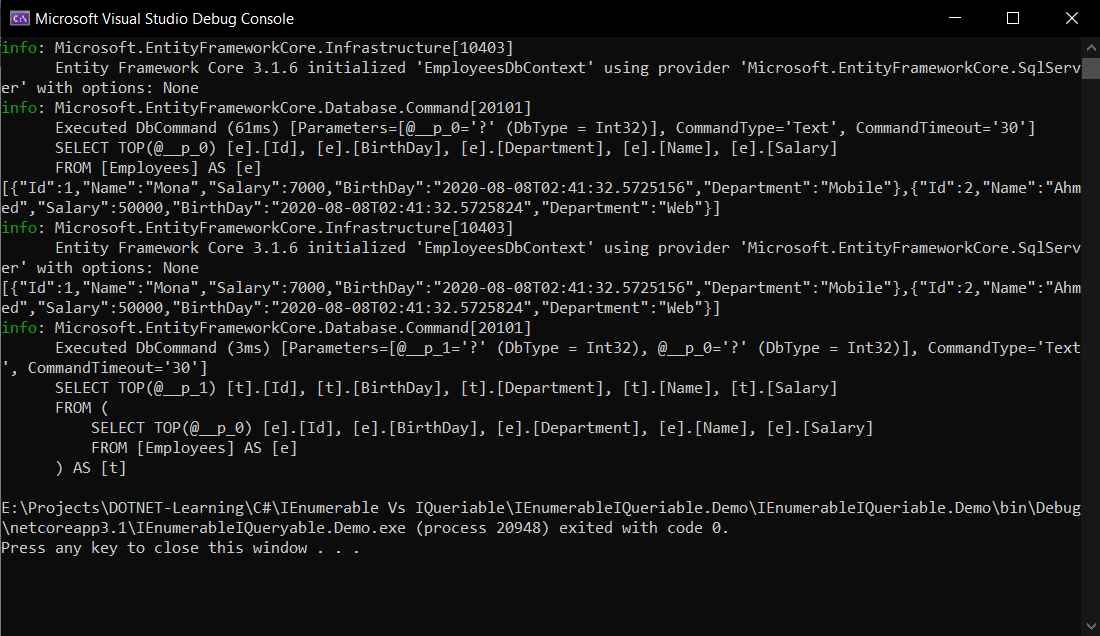 Microsoft Visual Studio Debug Console
info: Microsoft.EntityFrameworkCore.Infrastructure[10403]
      Entity Framework Core 3.1.6 initialized 'EmployeesDbContext' using provider 'Microsoft.EntityFrameworkCore.SqlServ
er' with options: None
info: Microsoft.EntityFrameworkCore.Database.Command[20101]
      Executed DbCommand (61ms) [Parameters=[@__p_0='?' (DbType = Int32)], CommandType='Text', CommandTimeout='30']
      SELECT TOP(@__p_0) [e].[Id], [e].[BirthDay], [e].[Department], [e].[Name], [e].[Salary]
      FROM [Employees] AS [e]
[{"Id":1,"Name":"Mona","Salary":7000,"BirthDay":"2020-08-08T02:41:32.5725156","Department":"Mobile"},{"Id":2,"Name":"Ahm
ed","Salary":50000,"BirthDay":"2020-08-08T02:41:32.5725824","Department":"Web"}]
info: Microsoft.EntityFrameworkCore.Infrastructure[10403]
      Entity Framework Core 3.1.6 initialized 'EmployeesDbContext' using provider 'Microsoft.EntityFrameworkCore.SqlServ
er' with options: None
[{"Id":1,"Name":"Mona","Salary":7000,"BirthDay":"2020-08-08T02:41:32.5725156","Department":"Mobile"},{"Id":2,"Name":"Ahm
ed","Salary":50000,"BirthDay":"2020-08-08T02:41:32.5725824","Department":"Web"}]
info: Microsoft.EntityFrameworkCore.Database.Command[20101]
      Executed DbCommand (3ms) [Parameters=[@__p_1='?' (DbType = Int32), @__p_0='?' (DbType = Int32)], CommandType='Text
', CommandTimeout='30']
      SELECT TOP(@__p_1) [t].[Id], [t].[BirthDay], [t].[Department], [t].[Name], [t].[Salary]
      FROM (
          SELECT TOP(@__p_0) [e].[Id], [e].[BirthDay], [e].[Department], [e].[Name], [e].[Salary]
          FROM [Employees] AS [e]
      ) AS [t]
E:\Projects\DOTNET-Learning\C#\IEnumerable Vs IQueriable\IEnumerableIQueriable.Demo\IEnumerableIQueriable.Demo\bin\Debug
\netcoreapp3.1\IEnumerableIQueryable.Demo.exe (process 20948) exited with code 0.
Press any key to close this window . . .